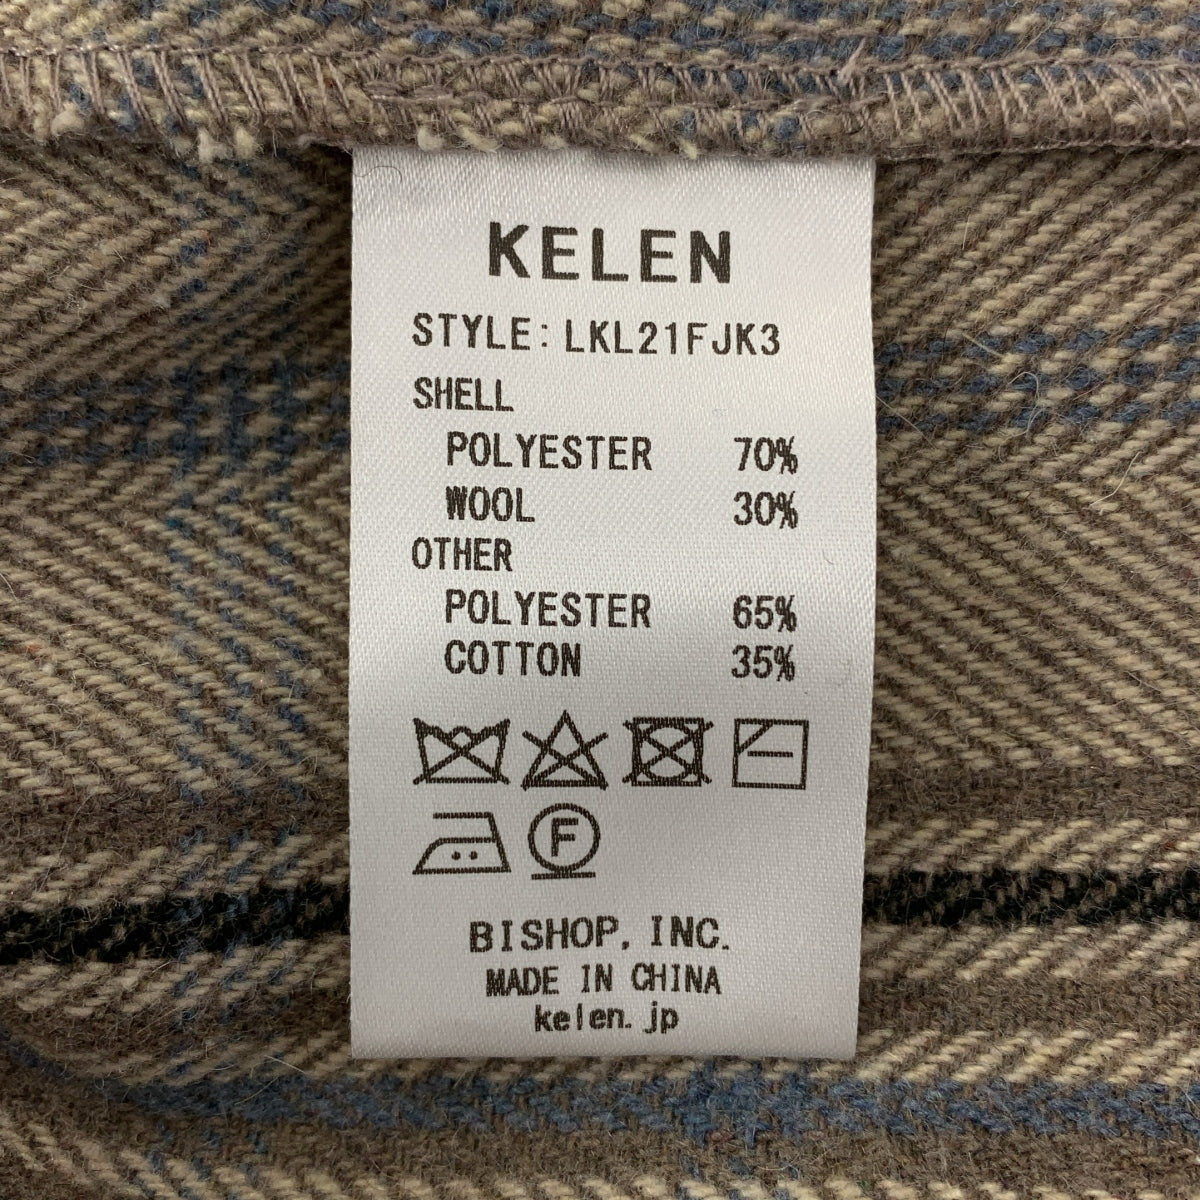 KELEN
STYLE: LKL21FJK3
SHELL
POLYESTER 70%
WOOL 30%
OTHER
POLYESTER 65%
COTTON 35%
F
BISHOP, INC.
MADE IN CHINA
kelen.jp